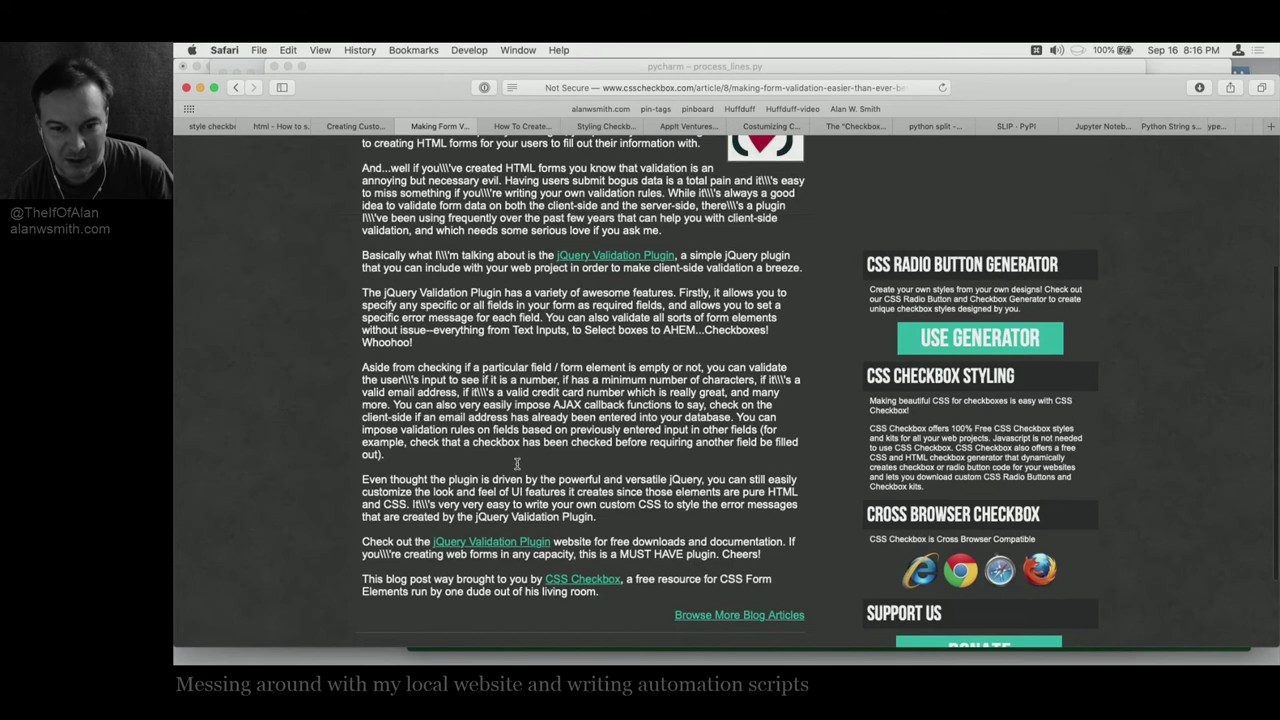 Safari File Edit View History Bookmarks Develop Window Help
100% Sep 16 8:16 PM
pycharm – process_lines.py
Not Secure — www.csscheckbox.com/article/8/making-form-validation-easier-than-ever-be
alanwsmith.com pin-tags pinboard Huffduff Huffduff-video Alan W. Smith
style checkb html - How to s... Creating Custo... Making Form V... How To Create... Styling Checkb... AppIt Ventures... Costumizing C... The "Checkbox... python split -... SLIP · PyPI Jupyter Noteb... Python String s...
@TheIfOfAlan
alanwsmith.com
to creating HTML forms for your users to fill out their information with.
And...well if you\\\'ve created HTML forms you know that validation is an
annoying but necessary evil. Having users submit bogus data is a total pain and it\\\'s easy
to miss something if you\\\'re writing your own validation rules. While it\\\'s always a good
idea to validate form data on both the client-side and the server-side, there\\\'s a plugin
I\\\'ve been using frequently over the past few years that can help you with client-side
validation, and which needs some serious love if you ask me.
Basically what I\\\'m talking about is the jQuery Validation Plugin, a simple jQuery plugin
that you can include with your web project in order to make client-side validation a breeze.
The jQuery Validation Plugin has a variety of awesome features. Firstly, it allows you to
specify any specific or all fields in your form as required fields, and allows you to set a
specific error message for each field. You can also validate all sorts of form elements
without issue--everything from Text Inputs, to Select boxes to AHEM...Checkboxes!
Whoohoo!
Aside from checking if a particular field / form element is empty or not, you can validate
the user\\\'s input to see if it is a number, if has a minimum number of characters, if it\\\'s a
valid email address, if it\\\'s a valid credit card number which is really great, and many
more. You can also very easily impose AJAX callback functions to say, check on the
client-side if an email address has already been entered into your database. You can
impose validation rules on fields based on previously entered input in other fields (for
example, check that a checkbox has been checked before requiring another field be filled
out).
Even thought the plugin is driven by the powerful and versatile jQuery, you can still easily
customize the look and feel of UI features it creates since those elements are pure HTML
and CSS. It\\\'s very very easy to write your own custom CSS to style the error messages
that are created by the jQuery Validation Plugin.
Check out the jQuery Validation Plugin website for free downloads and documentation. If
you\\\'re creating web forms in any capacity, this is a MUST HAVE plugin. Cheers!
This blog post way brought to you by CSS Checkbox, a free resource for CSS Form
Elements run by one dude out of his living room.
Browse More Blog Articles
CSS RADIO BUTTON GENERATOR
Create your own styles from your own designs! Check out
our CSS Radio Button and Checkbox Generator to create
unique checkbox styles designed by you.
USE GENERATOR
CSS CHECKBOX STYLING
Making beautiful CSS for checkboxes is easy with CSS
Checkbox!
CSS Checkbox offers 100% Free CSS Checkbox styles
and kits for all your web projects. Javascript is not needed
to use CSS Checkbox. CSS Checkbox also offers a free
CSS and HTML checkbox generator that dynamically
creates checkbox or radio button code for your websites
and lets you download custom CSS Radio Buttons and
Checkbox kits.
CROSS BROWSER CHECKBOX
CSS Checkbox is Cross Browser Compatible
SUPPORT US
DONATE
Messing around with my local website and writing automation scripts